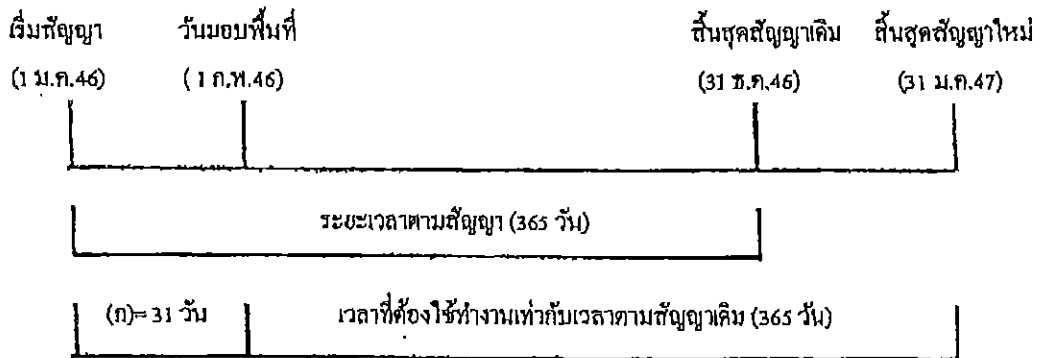 เริ่มสัญญา วันมอบพื้นที่ สิ้นสุดสัญญาเดิม สิ้นสุดสัญญาใหม่
(1 ม.ค.46) ( 1 ก.พ.46) (31 ธ.ค.46) (31 ม.ค.47)
ระยะเวลาตามสัญญา (365 วัน)
(ก)= 31 วัน เวลาที่ต้องใช้ทำงานเท่ากับเวลาตามสัญญาเดิม (365 วัน)